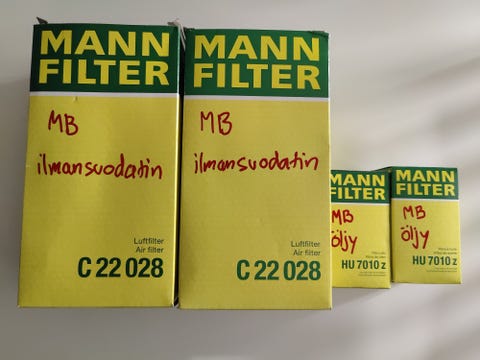 MANN
FILTER
MB
ilmansuodatin
Luftfilter
Air filter
C 22 028
MANN
FILTER
MB
ilmansuodatin
Luftfilter
Air filter
C 22 028
MANN
FILTER
MB
öljy
HU 7010 z
MANN
FILTER
MB
öljy
HU 7010 z